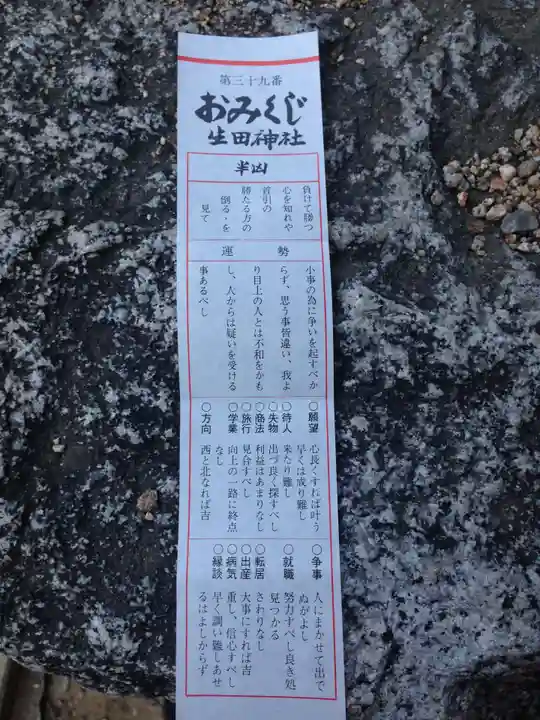 第三十九番
おみくじ
生田神社
半凶
負けて勝つ
心を知れや
首引の
勝たる方の
倒るゝを
見て
運勢
小事の為に争いを起すべか
らず、思う事皆違い、我よ
り目上の人とは不和をかも
し、人からは疑いを受ける
事あるべし
○願望 心長くすれば叶う
早くは成り難し
○待人 来たり難し
○失物 出づ良く探すべし
○商法 利益はあまりなし
○旅行 見合すべし
○学業 向上の一路に終点
なし
○方向 西と北なれば吉
○争事 人にまかせて出で
ぬがよし
○就職 努力すべし良き処
見つかる
○転居 さわりなし
○出産 大事にすれば吉
○病気 重し、信心すべし
○縁談 早く調い難しあせ
るはよしからず